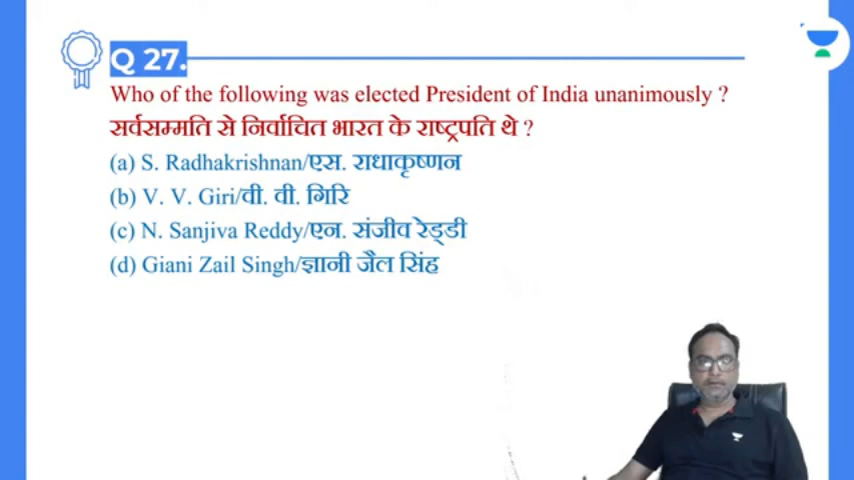 Q 27.
Who of the following was elected President of India unanimously ?
सर्वसम्मति से निर्वाचित भारत के राष्ट्रपति थे ?
(a) S. Radhakrishnan/एस. राधाकृष्णन
(b) V. V. Giri/वी. वी. गिरि
(c) N. Sanjiva Reddy/एन. संजीव रेड्डी
(d) Giani Zail Singh/ज्ञानी जैल सिंह